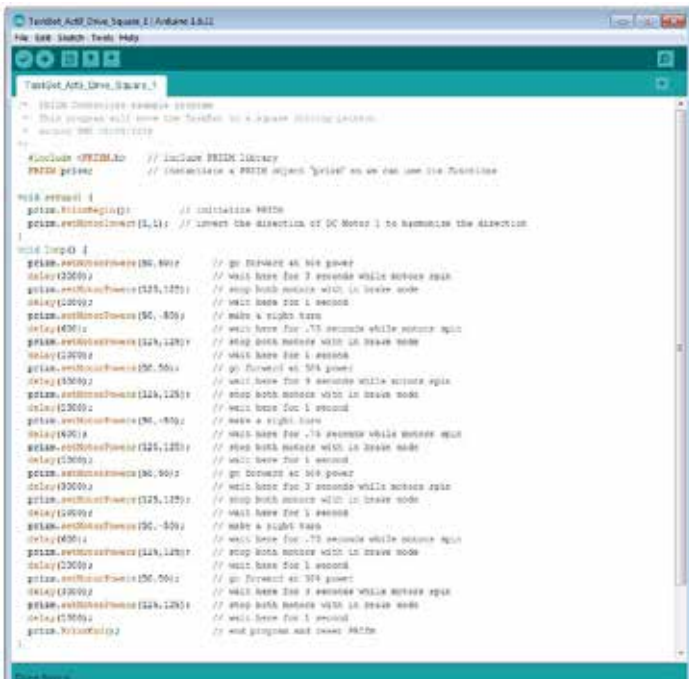 TaskBot_Act6_Drive_Square_1 | Arduino 1.6.12
File Edit Sketch Tools Help
TaskBot_Act6_Drive_Square_1
/* PRIZM Controller example program
* This program will move the TaskBot in a square driving pattern.
* author
*/
#include <PRIZM.h> // include PRIZM library
PRIZM prizm; // instantiate a PRIZM object "prizm" so we can use its functions
void setup() {
prizm.PrizmBegin(); // initialize PRIZM
prizm.setMotorInvert(1,1); // invert the direction of DC Motor 1 to harmonize the direction
}
void loop() {
prizm.setMotorPowers(50,50); // go forward at 50% power
delay(3000); // wait here for 3 seconds while motors spin
prizm.setMotorPowers(125,125); // stop both motors with in brake mode
delay(1000); // wait here for 1 second
prizm.setMotorPowers(50,-50); // make a right turn
delay(600); // wait here for .75 seconds while motors spin
prizm.setMotorPowers(125,125); // stop both motors with in brake mode
delay(1000); // wait here for 1 second
prizm.setMotorPowers(50,50); // go forward at 50% power
delay(3000); // wait here for 3 seconds while motors spin
prizm.setMotorPowers(125,125); // stop both motors with in brake mode
delay(1000); // wait here for 1 second
prizm.setMotorPowers(50,-50); // make a right turn
delay(600); // wait here for .75 seconds while motors spin
prizm.setMotorPowers(125,125); // stop both motors with in brake mode
delay(1000); // wait here for 1 second
prizm.setMotorPowers(50,50); // go forward at 50% power
delay(3000); // wait here for 3 seconds while motors spin
prizm.setMotorPowers(125,125); // stop both motors with in brake mode
delay(1000); // wait here for 1 second
prizm.setMotorPowers(50,-50); // make a right turn
delay(600); // wait here for .75 seconds while motors spin
prizm.setMotorPowers(125,125); // stop both motors with in brake mode
delay(1000); // wait here for 1 second
prizm.setMotorPowers(50,50); // go forward at 50% power
delay(3000); // wait here for 3 seconds while motors spin
prizm.setMotorPowers(125,125); // stop both motors with in brake mode
delay(1000); // wait here for 1 second
prizm.PrizmEnd(); // end program and reset PRIZM
}